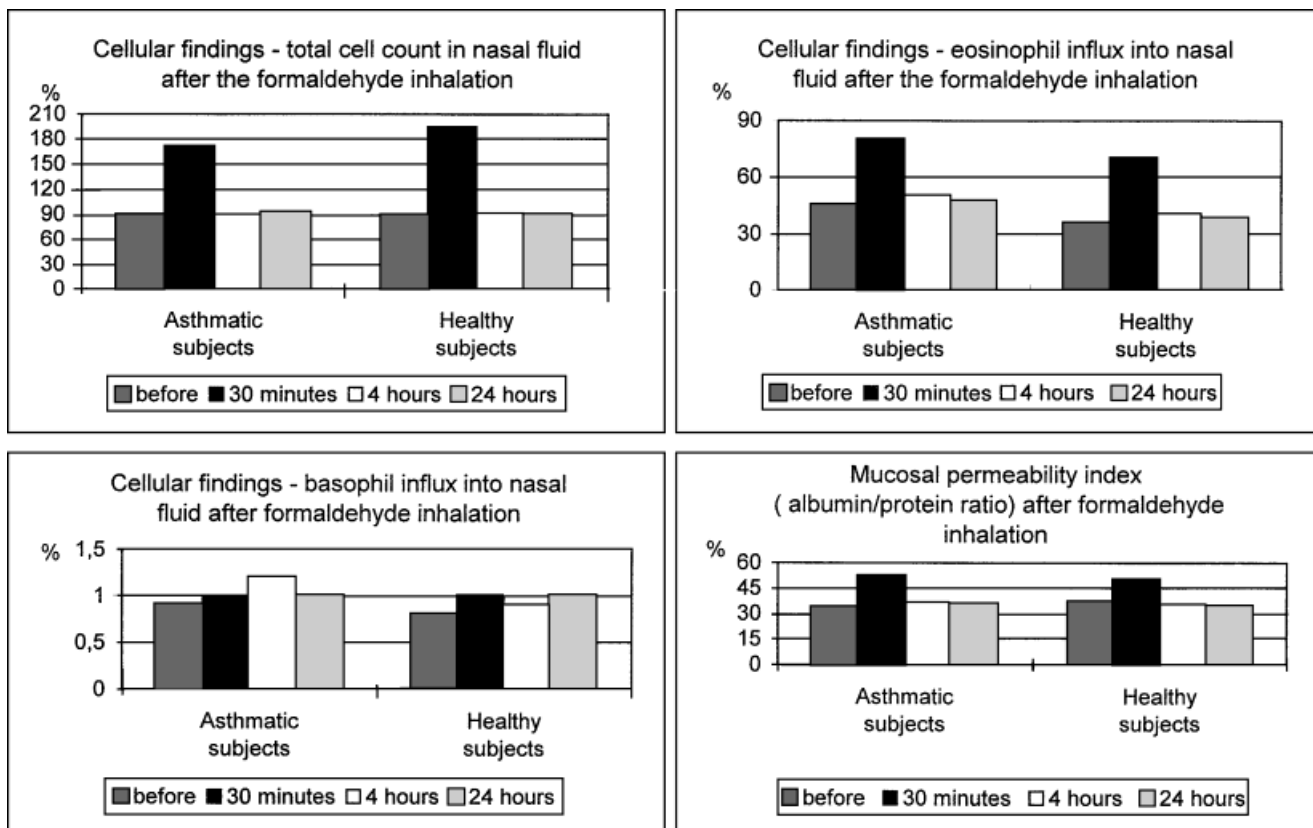 Cellular findings - total cell count in nasal fluid
after the formaldehyde inhalation
%
210
180
150
120
90
60
30
0
Asthmatic
subjects
Healthy
subjects
before 30 minutes 4 hours 24 hours
Cellular findings - eosinophil influx into nasal
fluid after the formaldehyde inhalation
%
90
60
30
0
Asthmatic
subjects
Healthy
subjects
before 30 minutes 4 hours 24 hours
Cellular findings - basophil influx into nasal
fluid after formaldehyde inhalation
%
1,5
1
0,5
0
Asthmatic
subjects
Healthy
subjects
before 30 minutes 4 hours 24 hours
Mucosal permeability index
( albumin/protein ratio) after formaldehyde
inhalation
%
60
45
30
15
0
Asthmatic
subjects
Healthy
subjects
before 30 minutes 4 hours 24 hours